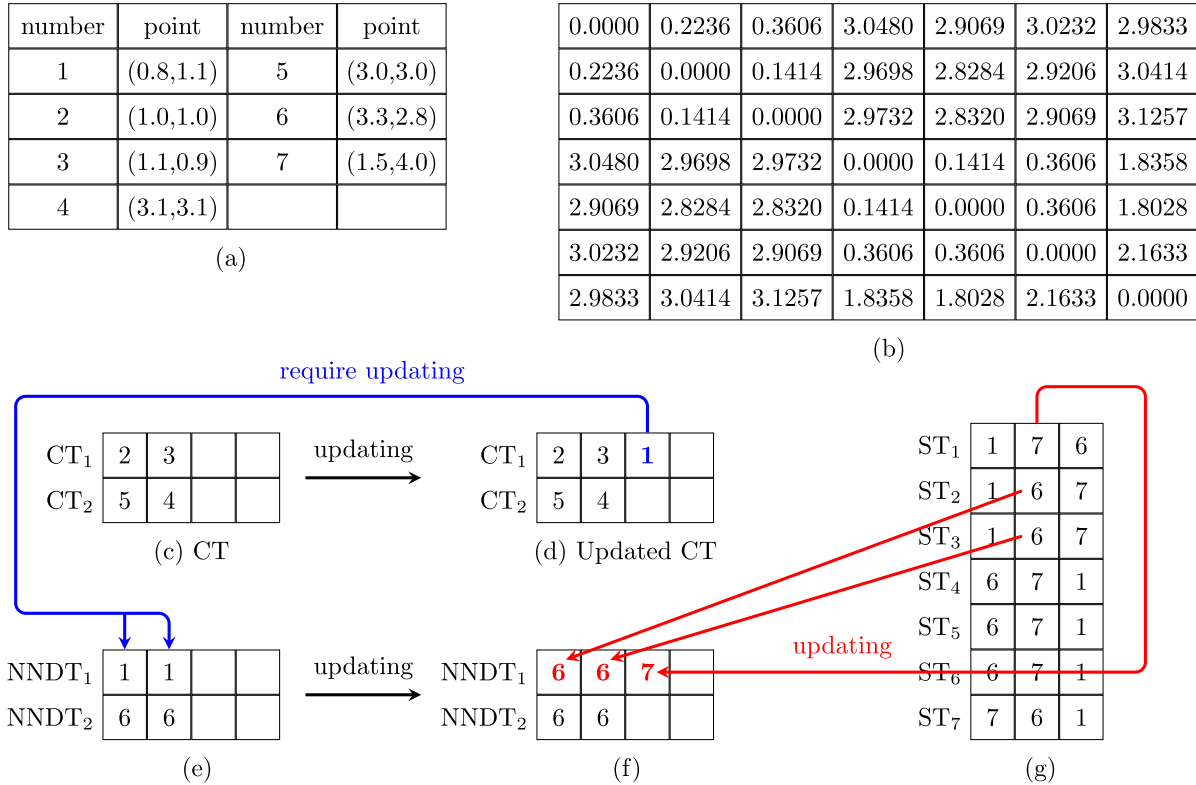 number point number point
1 (0.8,1.1) 5 (3.0,3.0)
2 (1.0,1.0) 6 (3.3,2.8)
3 (1.1,0.9) 7 (1.5,4.0)
4 (3.1,3.1)
(a)
0.0000 0.2236 0.3606 3.0480 2.9069 3.0232 2.9833
0.2236 0.0000 0.1414 2.9698 2.8284 2.9206 3.0414
0.3606 0.1414 0.0000 2.9732 2.8320 2.9069 3.1257
3.0480 2.9698 2.9732 0.0000 0.1414 0.3606 1.8358
2.9069 2.8284 2.8320 0.1414 0.0000 0.3606 1.8028
3.0232 2.9206 2.9069 0.3606 0.3606 0.0000 2.1633
2.9833 3.0414 3.1257 1.8358 1.8028 2.1633 0.0000
(b)
require updating
CT₁ 2 3
CT₂ 5 4
(c) CT
updating
CT₁ 2 3 1
CT₂ 5 4
(d) Updated CT
NNDT₁ 1 1
NNDT₂ 6 6
(e)
updating
NNDT₁ 6 6 7
NNDT₂ 6 6
(f)
updating
ST₁ 1 7 6
ST₂ 1 6 7
ST₃ 1 6 7
ST₄ 6 7 1
ST₅ 6 7 1
ST₆ 6 7 1
ST₇ 7 6 1
(g)